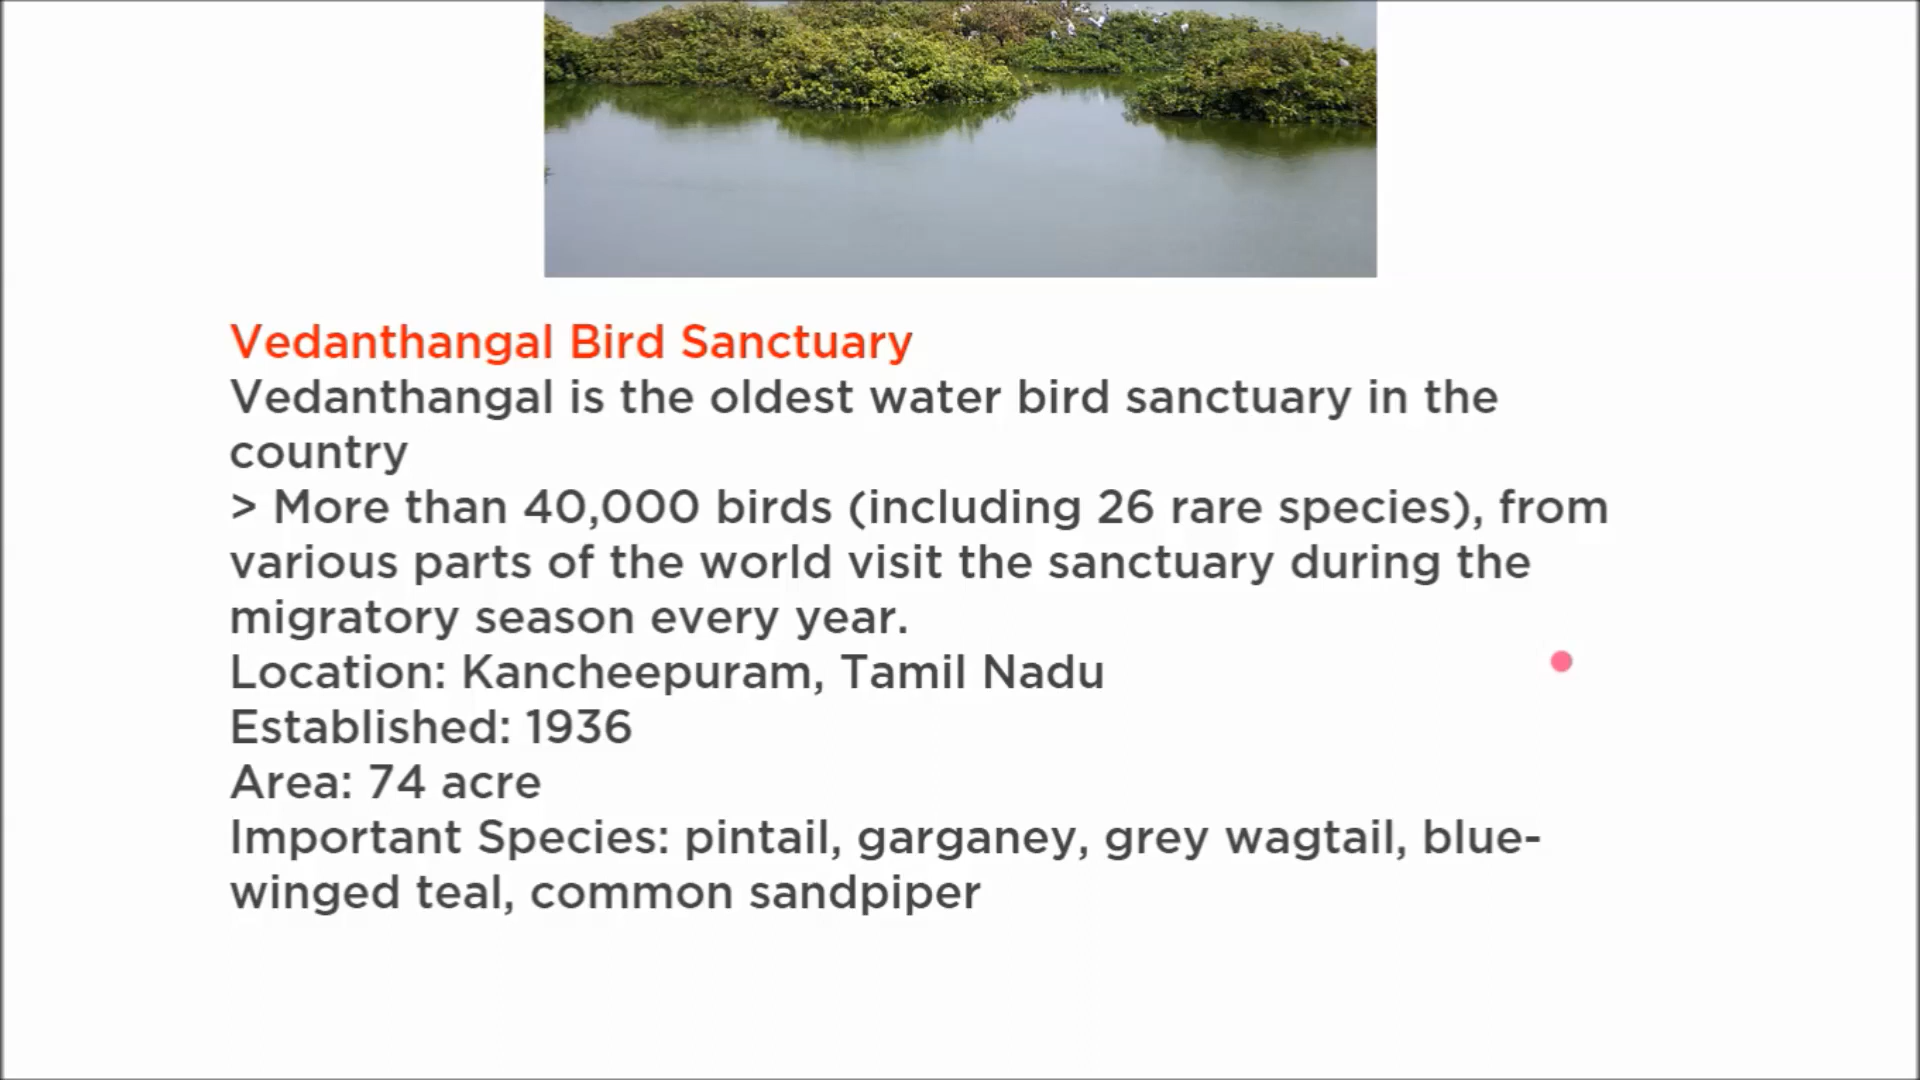 Vedanthangal Bird Sanctuary
Vedanthangal is the oldest water bird sanctuary in the
country
> More than 40,000 birds (including 26 rare species), from
various parts of the world visit the sanctuary during the
migratory season every year.
Location: Kancheepuram, Tamil Nadu
Established: 1936
Area: 74 acre
Important Species: pintail, garganey, grey wagtail, blue-
winged teal, common sandpiper